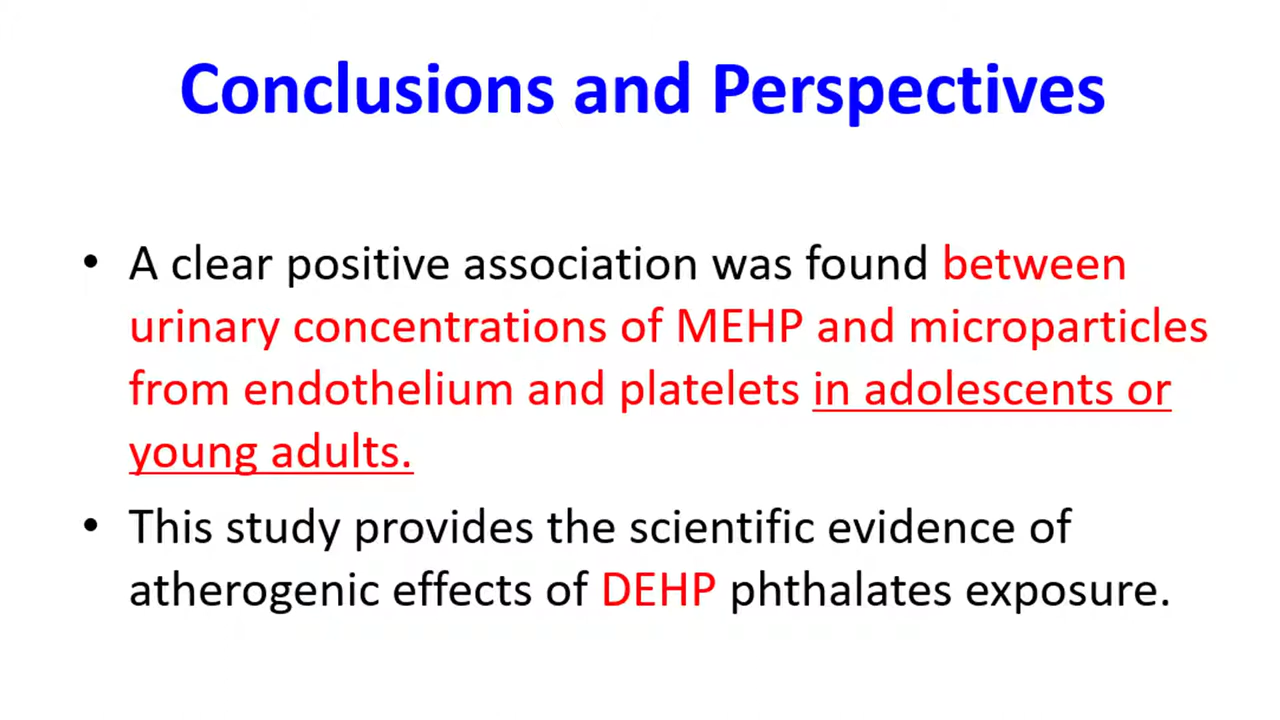 Conclusions and Perspectives
• A clear positive association was found between
urinary concentrations of MEHP and microparticles
from endothelium and platelets in adolescents or
young adults.
• This study provides the scientific evidence of
atherogenic effects of DEHP phthalates exposure.